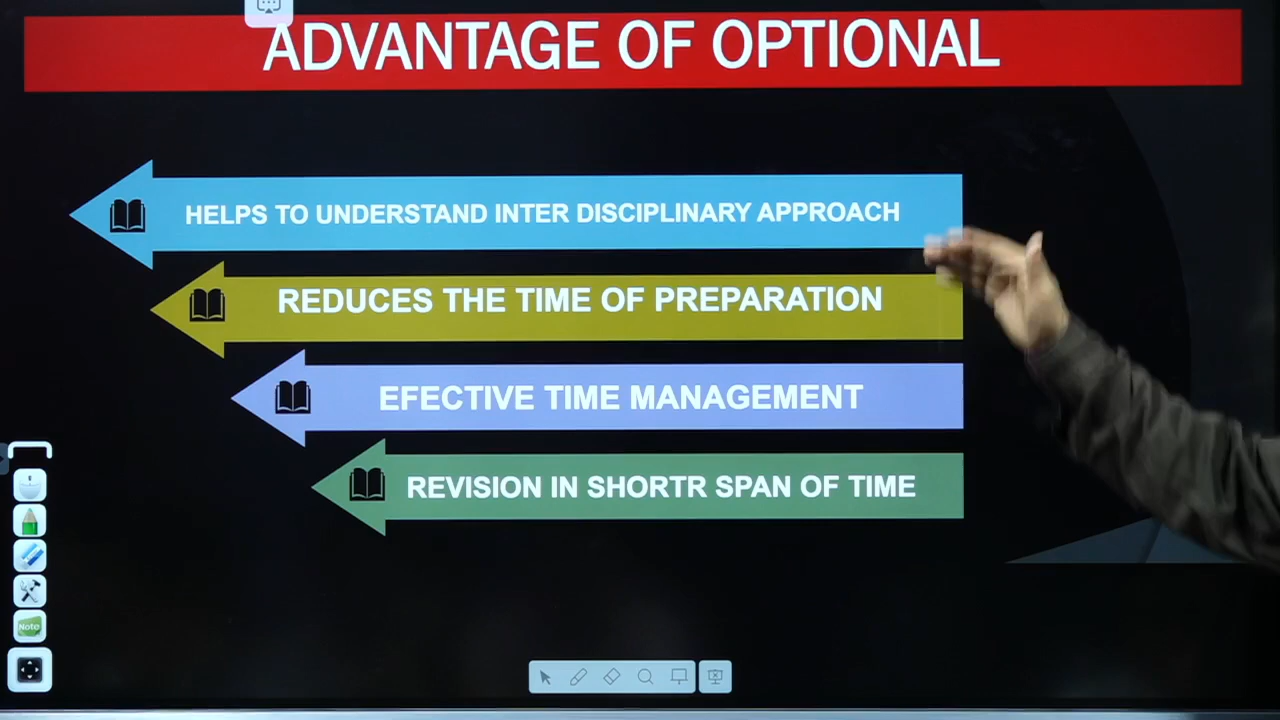 ADVANTAGE OF OPTIONAL
HELPS TO UNDERSTAND INTER DISCIPLINARY APPROACH
REDUCES THE TIME OF PREPARATION
EFECTIVE TIME MANAGEMENT
REVISION IN SHORTR SPAN OF TIME
Note